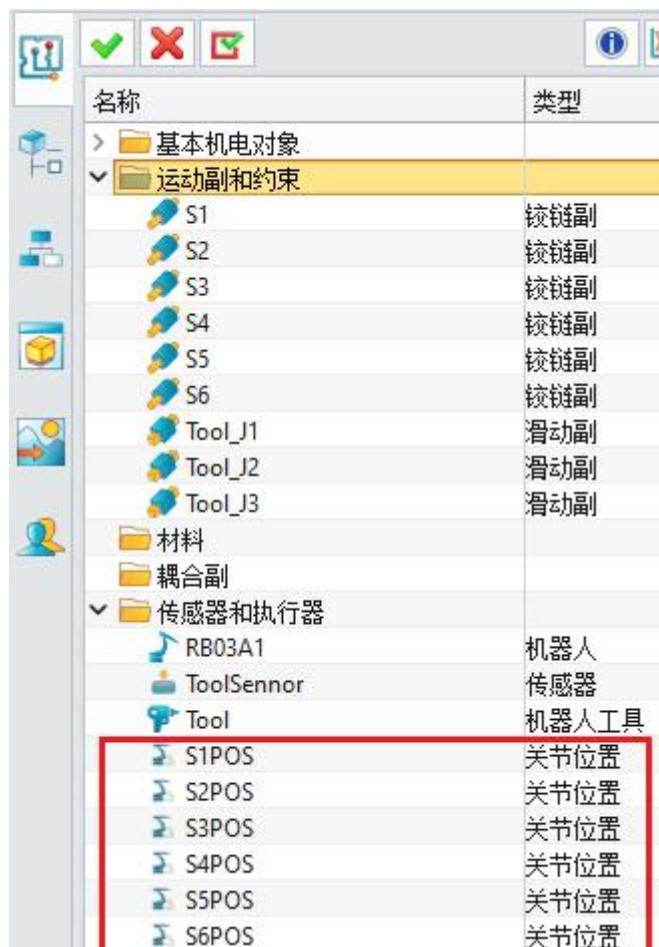 名称 类型
基本机电对象
运动副和约束
S1 铰链副
S2 铰链副
S3 铰链副
S4 铰链副
S5 铰链副
S6 铰链副
Tool_J1 滑动副
Tool_J2 滑动副
Tool_J3 滑动副
材料
耦合副
传感器和执行器
RB03A1 机器人
ToolSennor 传感器
Tool 机器人工具
S1POS 关节位置
S2POS 关节位置
S3POS 关节位置
S4POS 关节位置
S5POS 关节位置
S6POS 关节位置